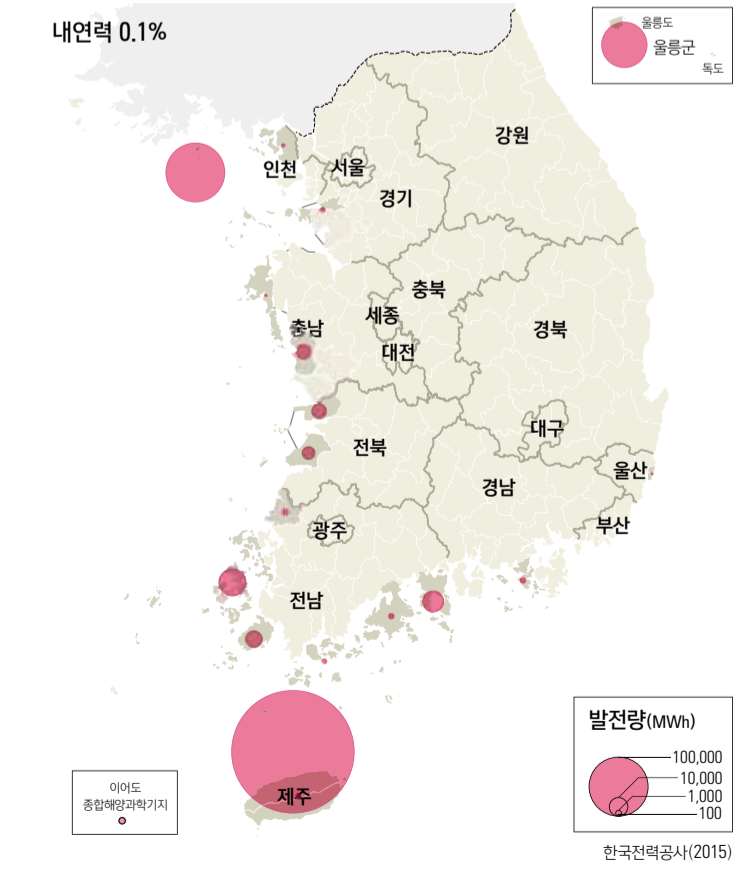 내연력 0.1%
울릉도
울릉군
독도
강원
인천
서울
경기
충북
세종
충남
경북
대전
대구
전북
울산
경남
부산
광주
전남
제주
이어도
종합해양과학기지
발전량(MWh)
100,000
10,000
1,000
100
한국전력공사(2015)